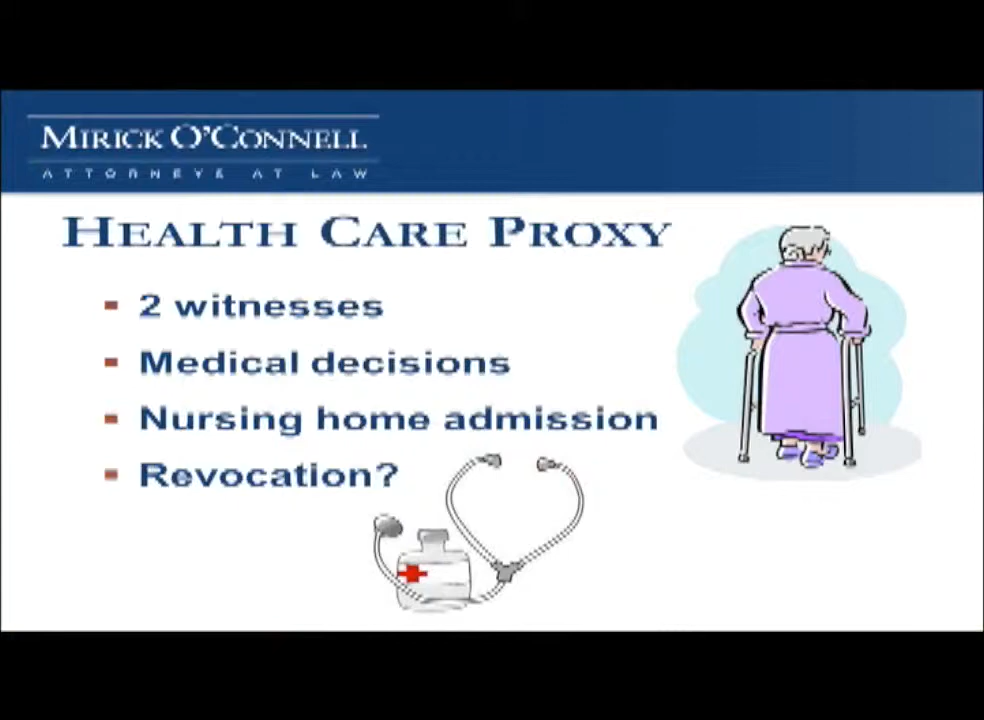 MIRICK O'CONNELL
ATTORNEYS AT LAW
HEALTH CARE PROXY
2 witnesses
Medical decisions
Nursing home admission
Revocation?